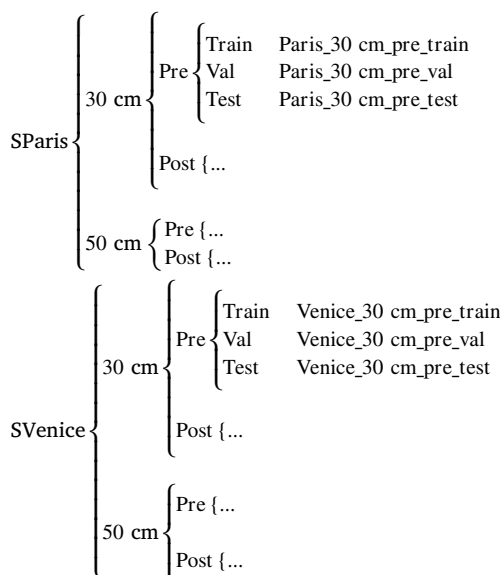 Train Paris_30 cm_pre_train
Pre Val Paris_30 cm_pre_val
30 cm Test Paris_30 cm_pre_test
SParis
Post {...
50 cm Pre {...
Post {...
Train Venice_30 cm_pre_train
Pre Val Venice_30 cm_pre_val
30 cm Test Venice_30 cm_pre_test
SVenice Post {...
Pre {...
50 cm
Post {...